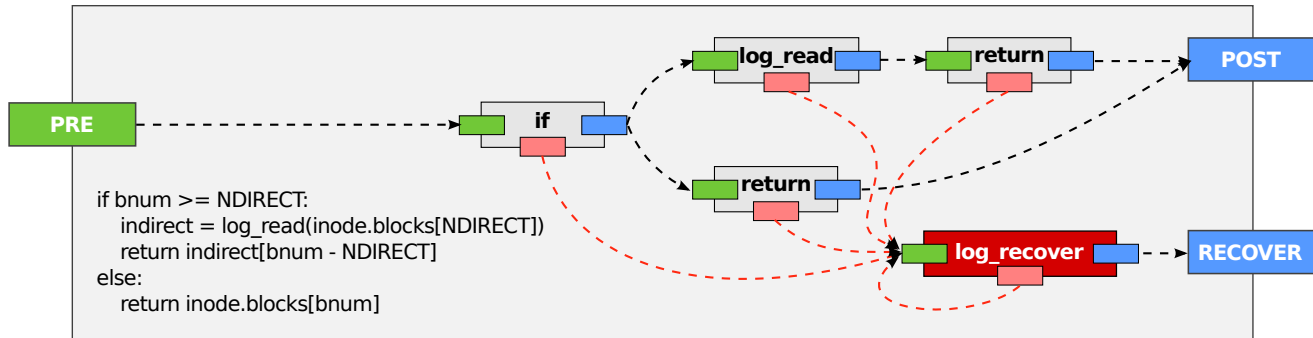 log_read
return
POST
PRE
if
return
if bnum >= NDIRECT:
indirect = log_read(inode.blocks[NDIRECT])
return indirect[bnum - NDIRECT]
else:
return inode.blocks[bnum]
log_recover
RECOVER